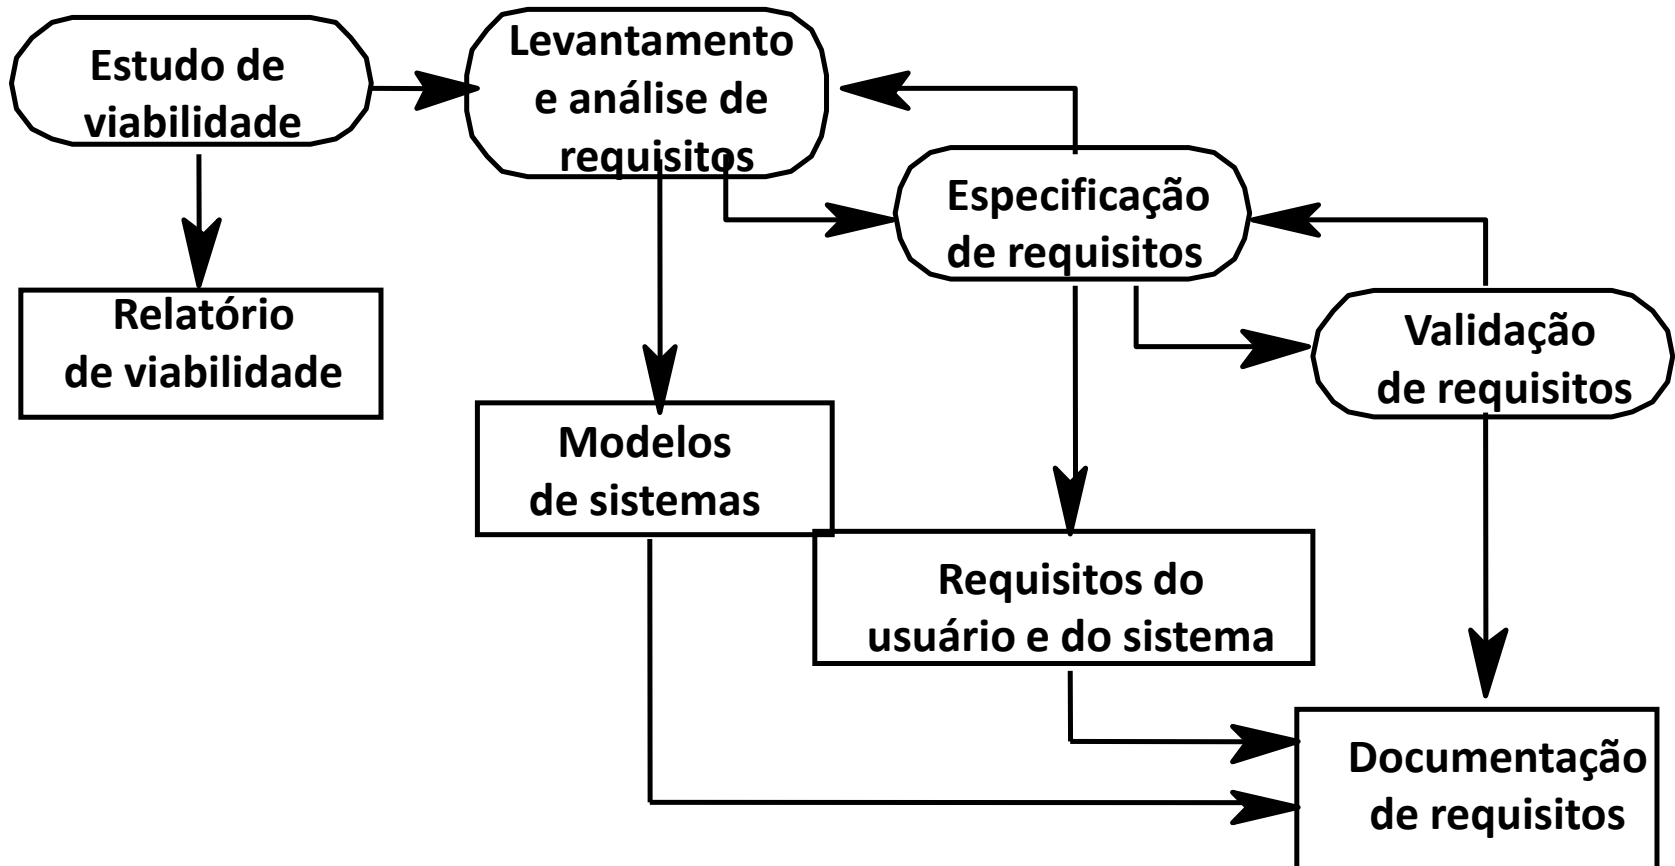 Estudo de
viabilidade
Levantamento
e análise de
requisitos
Especificação
de requisitos
Validação
de requisitos
Relatório
de viabilidade
Modelos
de sistemas
Requisitos do
usuário e do sistema
Documentação
de requisitos